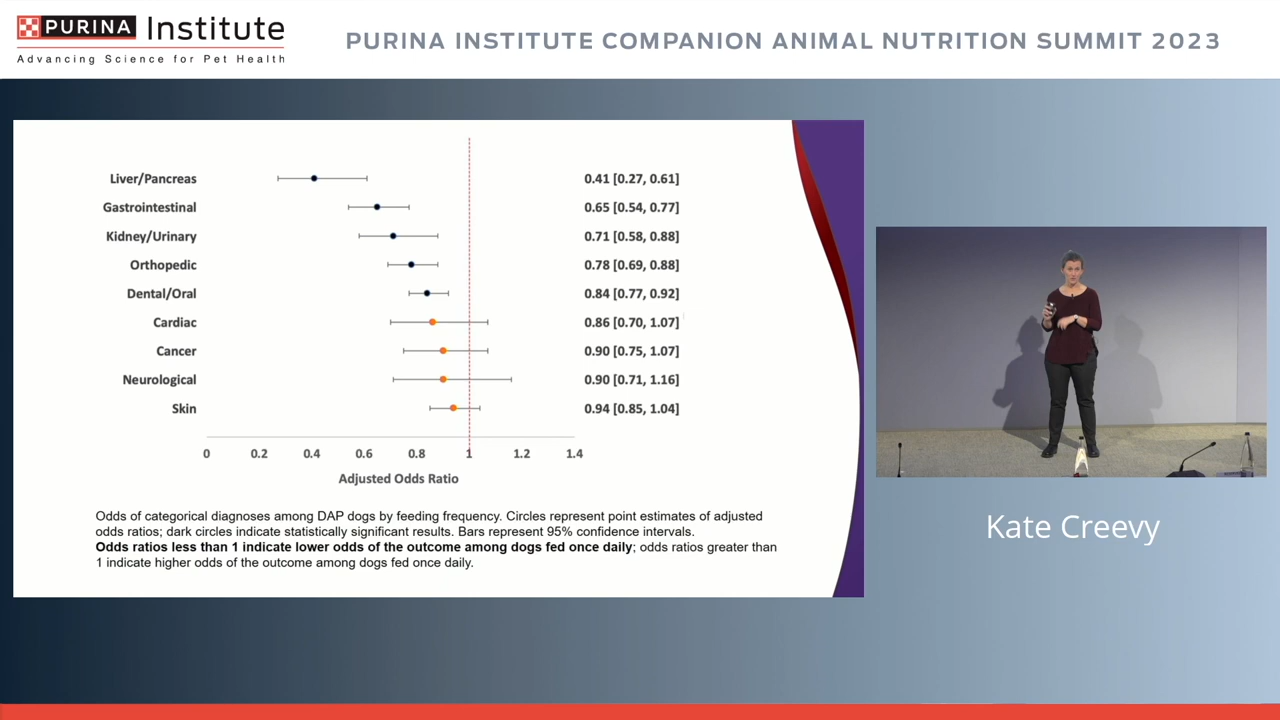 PURINA Institute
Advancing Science for Pet Health
PURINA INSTITUTE COMPANION ANIMAL NUTRITION SUMMIT 2023
Liver/Pancreas 0.41 [0.27, 0.61]
Gastrointestinal 0.65 [0.54, 0.77]
Kidney/Urinary 0.71 [0.58, 0.88]
Orthopedic 0.78 [0.69, 0.88]
Dental/Oral 0.84 [0.77, 0.92]
Cardiac 0.86 [0.70, 1.07]
Cancer 0.90 [0.75, 1.07]
Neurological 0.90 [0.71, 1.16]
Skin 0.94 [0.85, 1.04]
0 0.2 0.4 0.6 0.8 1 1.2 1.4
Adjusted Odds Ratio
Odds of categorical diagnoses among DAP dogs by feeding frequency. Circles represent point estimates of adjusted
odds ratios; dark circles indicate statistically significant results. Bars represent 95% confidence intervals.
Odds ratios less than 1 indicate lower odds of the outcome among dogs fed once daily; odds ratios greater than
1 indicate higher odds of the outcome among dogs fed once daily.
Kate Creevy